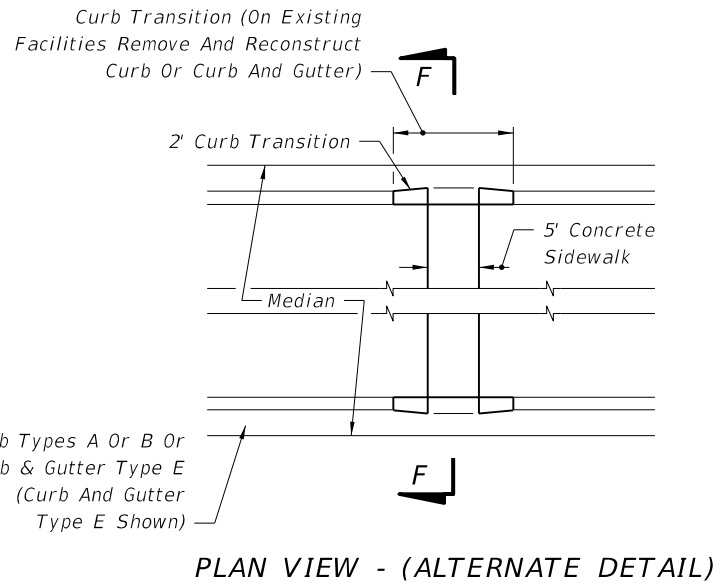 Curb Transition (On Existing
Facilities Remove And Reconstruct
Curb Or Curb And Gutter)
F
2' Curb Transition
5' Concrete
Sidewalk
Median
Types A Or B Or
& Gutter Type E
(Curb And Gutter
Type E Shown)
F
PLAN VIEW - (ALTERNATE DETAIL)